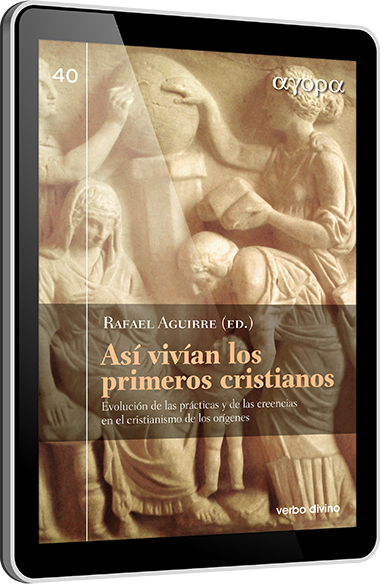 40
αγορα
RAFAEL AGUIRRE (ED.)
Así vivían los
primeros cristianos
Evolución de las prácticas y de las creencias
en el cristianismo de los orígenes
verbo divino